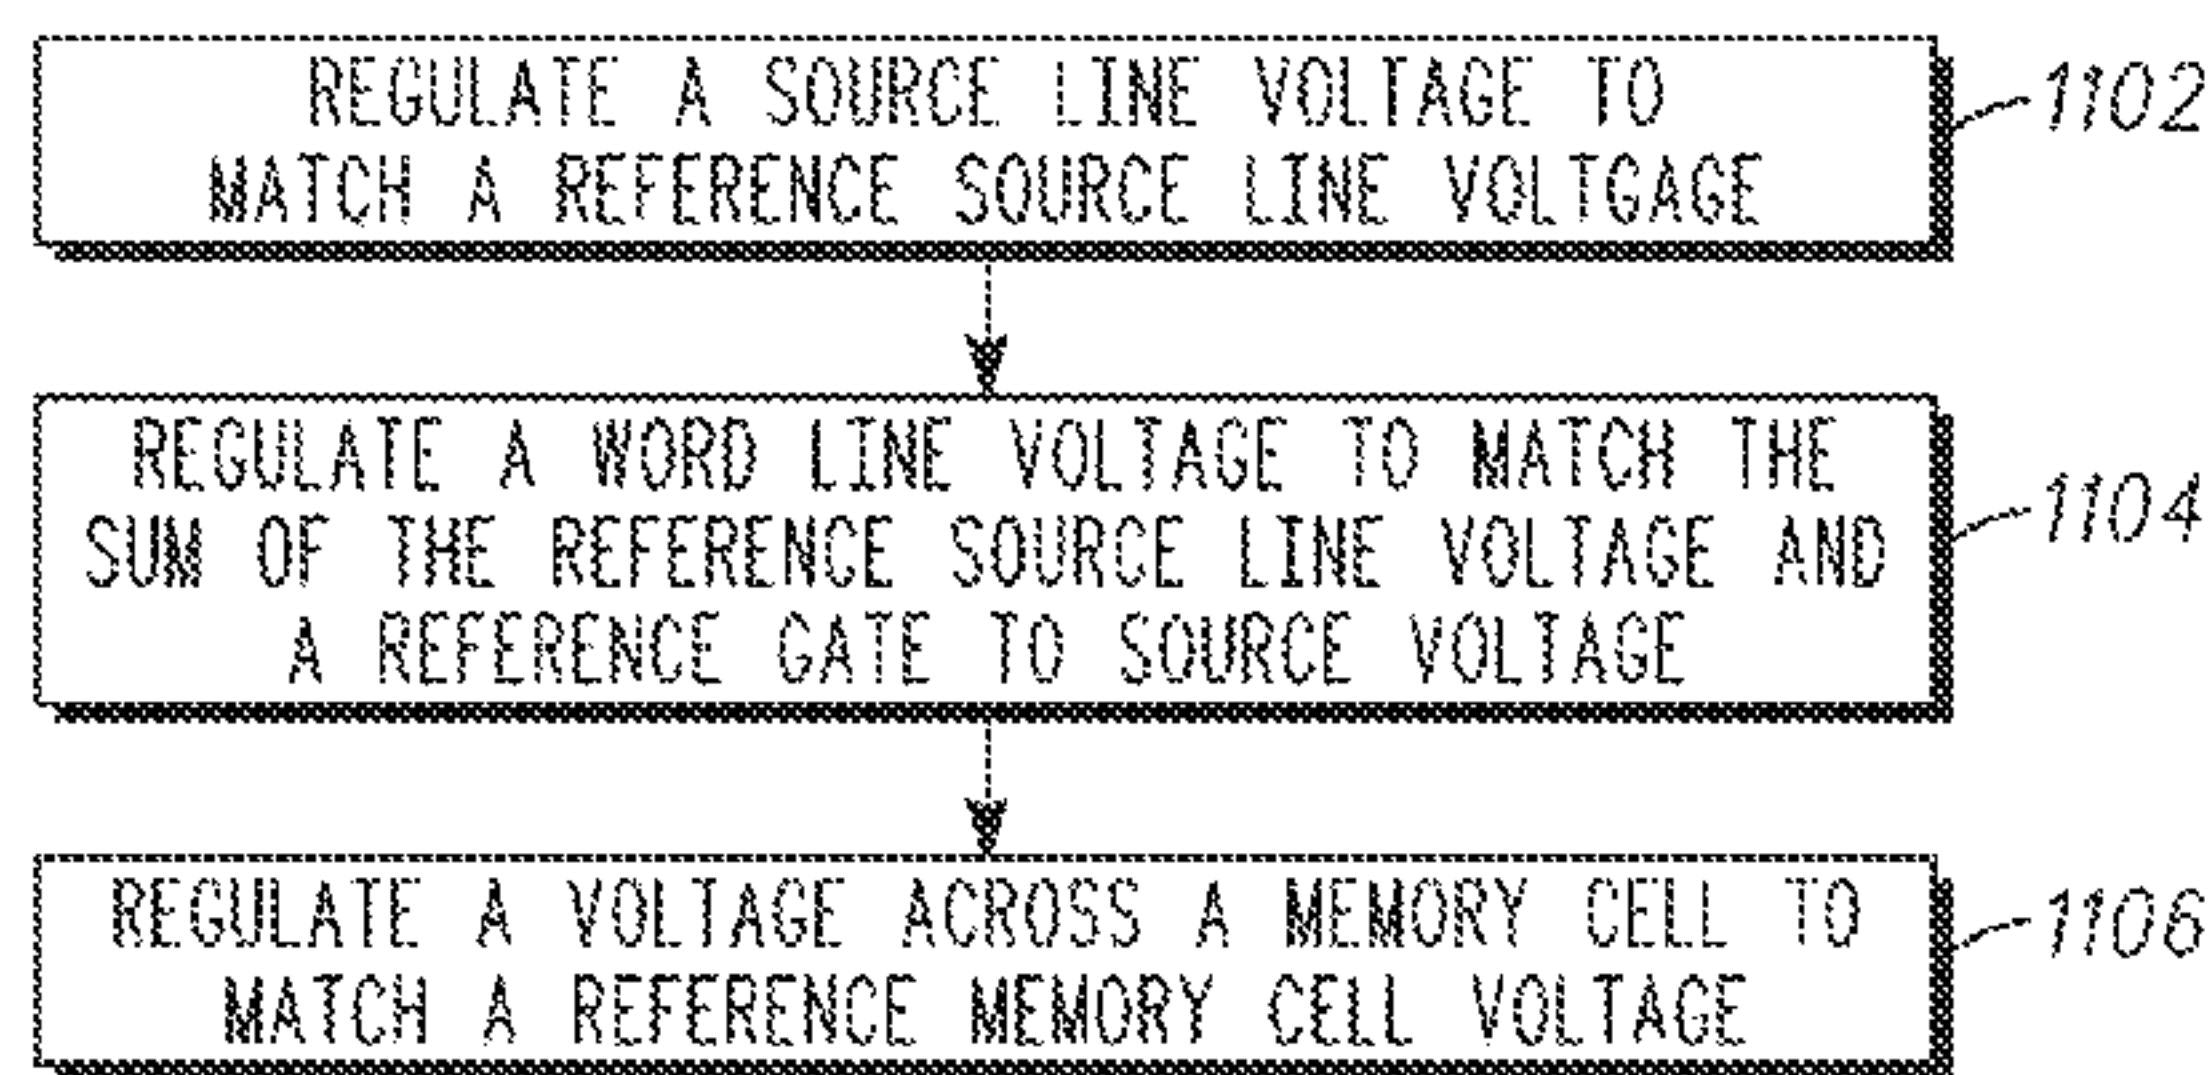 REGULATE A SOURCE LINE VOLTAGE TO
MATCH A REFERENCE SOURCE LINE VOLTGAGE
1102
REGULATE A WORD LINE VOLTAGE TO MATCH THE
SUM OF THE REFERENCE SOURCE LINE VOLTAGE AND
A REFERENCE GATE TO SOURCE VOLTAGE
1104
REGULATE A VOLTAGE ACROSS A MEMORY CELL TO
MATCH A REFERENCE MEMORY CELL VOLTAGE
1106